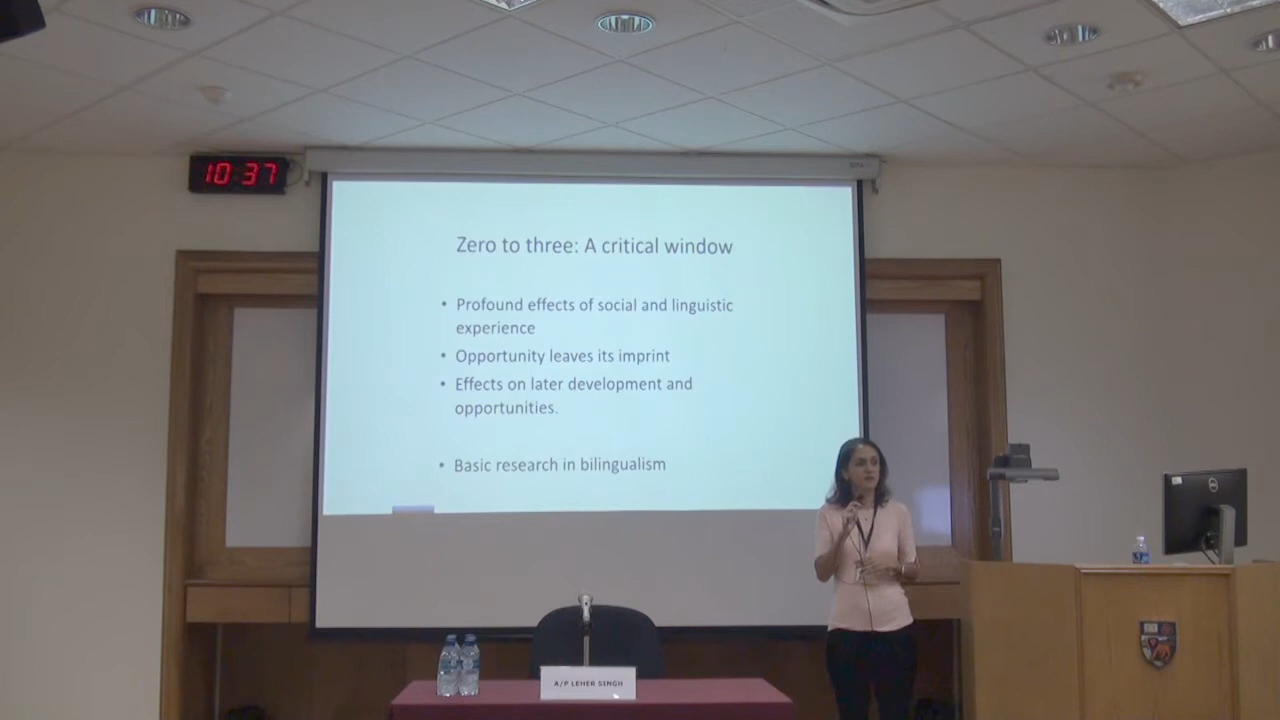 10:37
Zero to three: A critical window
• Profound effects of social and linguistic
experience
• Opportunity leaves its imprint
• Effects on later development and
opportunities.
• Basic research in bilingualism
A/P LEHER SINGH